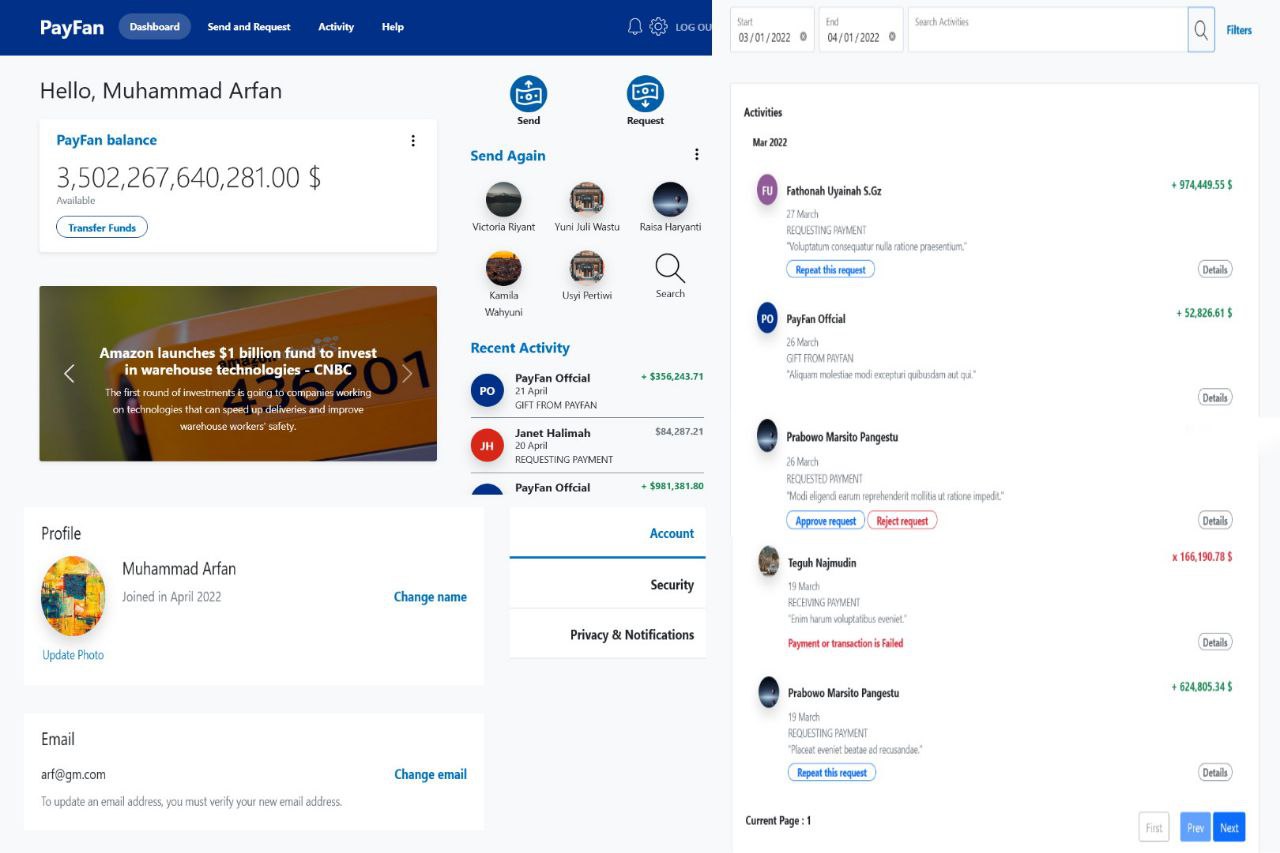 PayFan Dashboard Send and Request Activity Help LOG OU
Hello, Muhammad Arfan
PayFan balance
3,502,267,640,281.00 $
Available
Transfer Funds
Amazon launches $1 billion fund to invest
in warehouse technologies - CNBC
The first round of investments is going to companies working
on technologies that can speed up deliveries and improve
warehouse workers' safety.
amazon
436201
Send Request
Send Again
Victoria Riyant Yuni Juli Wastu Raisa Haryanti
Kamila
Wahyuni
Usyi Pertiwi
Search
Recent Activity
PO
PayFan Offcial + $356,243.71
21 April
GIFT FROM PAYFAN
JH
Janet Halimah $84,287.21
20 April
REQUESTING PAYMENT
PayFan Offcial + $981,381.80
Profile
Muhammad Arfan
Joined in April 2022 Change name
Update Photo
Email
arf@gm.com Change email
To update an email address, you must verify your new email address.
Account
Security
Privacy & Notifications
Start
03/01/2022
End
04/01/2022
Search Activities
Filters
Activities
Mar 2022
FU
Fathonah Uyainah S.Gz + 974,449.55 $
27 March
REQUESTING PAYMENT
"Voluptatum consequatur nulla ratione praesentium."
Repeat this request Details
PO
PayFan Offcial + 52,826.61 $
26 March
GIFT FROM PAYFAN
"Aliquam molestiae modi excepturi quibusdam aut qui."
Details
Prabowo Marsito Pangestu
26 March
REQUESTED PAYMENT
"Modi eligendi earum reprehenderit mollitia ut ratione impedit."
Approve request Reject request Details
Teguh Najmudin x 166,190.78 $
19 March
RECEIVING PAYMENT
"Enim harum voluptatibus eveniet."
Payment or transaction is Failed Details
Prabowo Marsito Pangestu + 624,805.34 $
19 March
REQUESTING PAYMENT
"Placeat eveniet beatae ad recusandae."
Repeat this request Details
Current Page : 1 First Prev Next